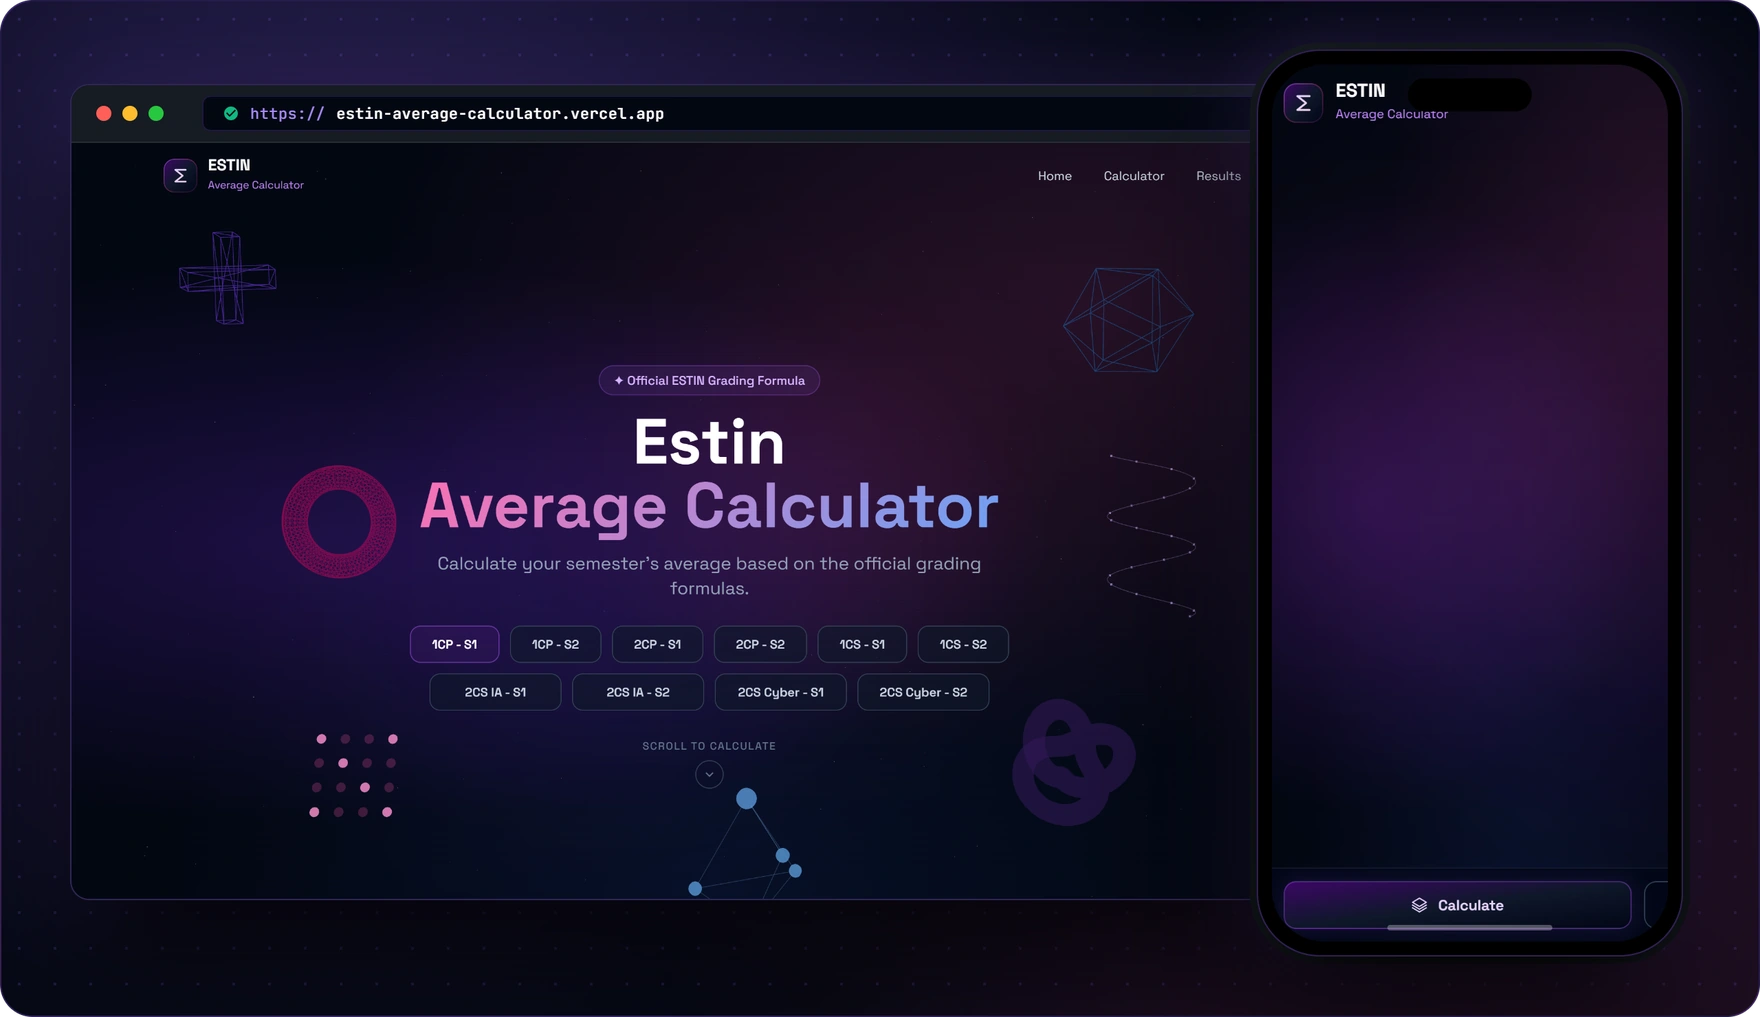 https:// estin-average-calculator.vercel.app
Σ
ESTIN
Average Calculator
Home
Calculator
Results
✦ Official ESTIN Grading Formula
Estin
Average Calculator
Calculate your semester's average based on the official grading
formulas.
1CP - S1
1CP - S2
2CP - S1
2CP - S2
1CS - S1
1CS - S2
2CS IA - S1
2CS IA - S2
2CS Cyber - S1
2CS Cyber - S2
SCROLL TO CALCULATE
Σ
ESTIN
Average Calculator
Calculate